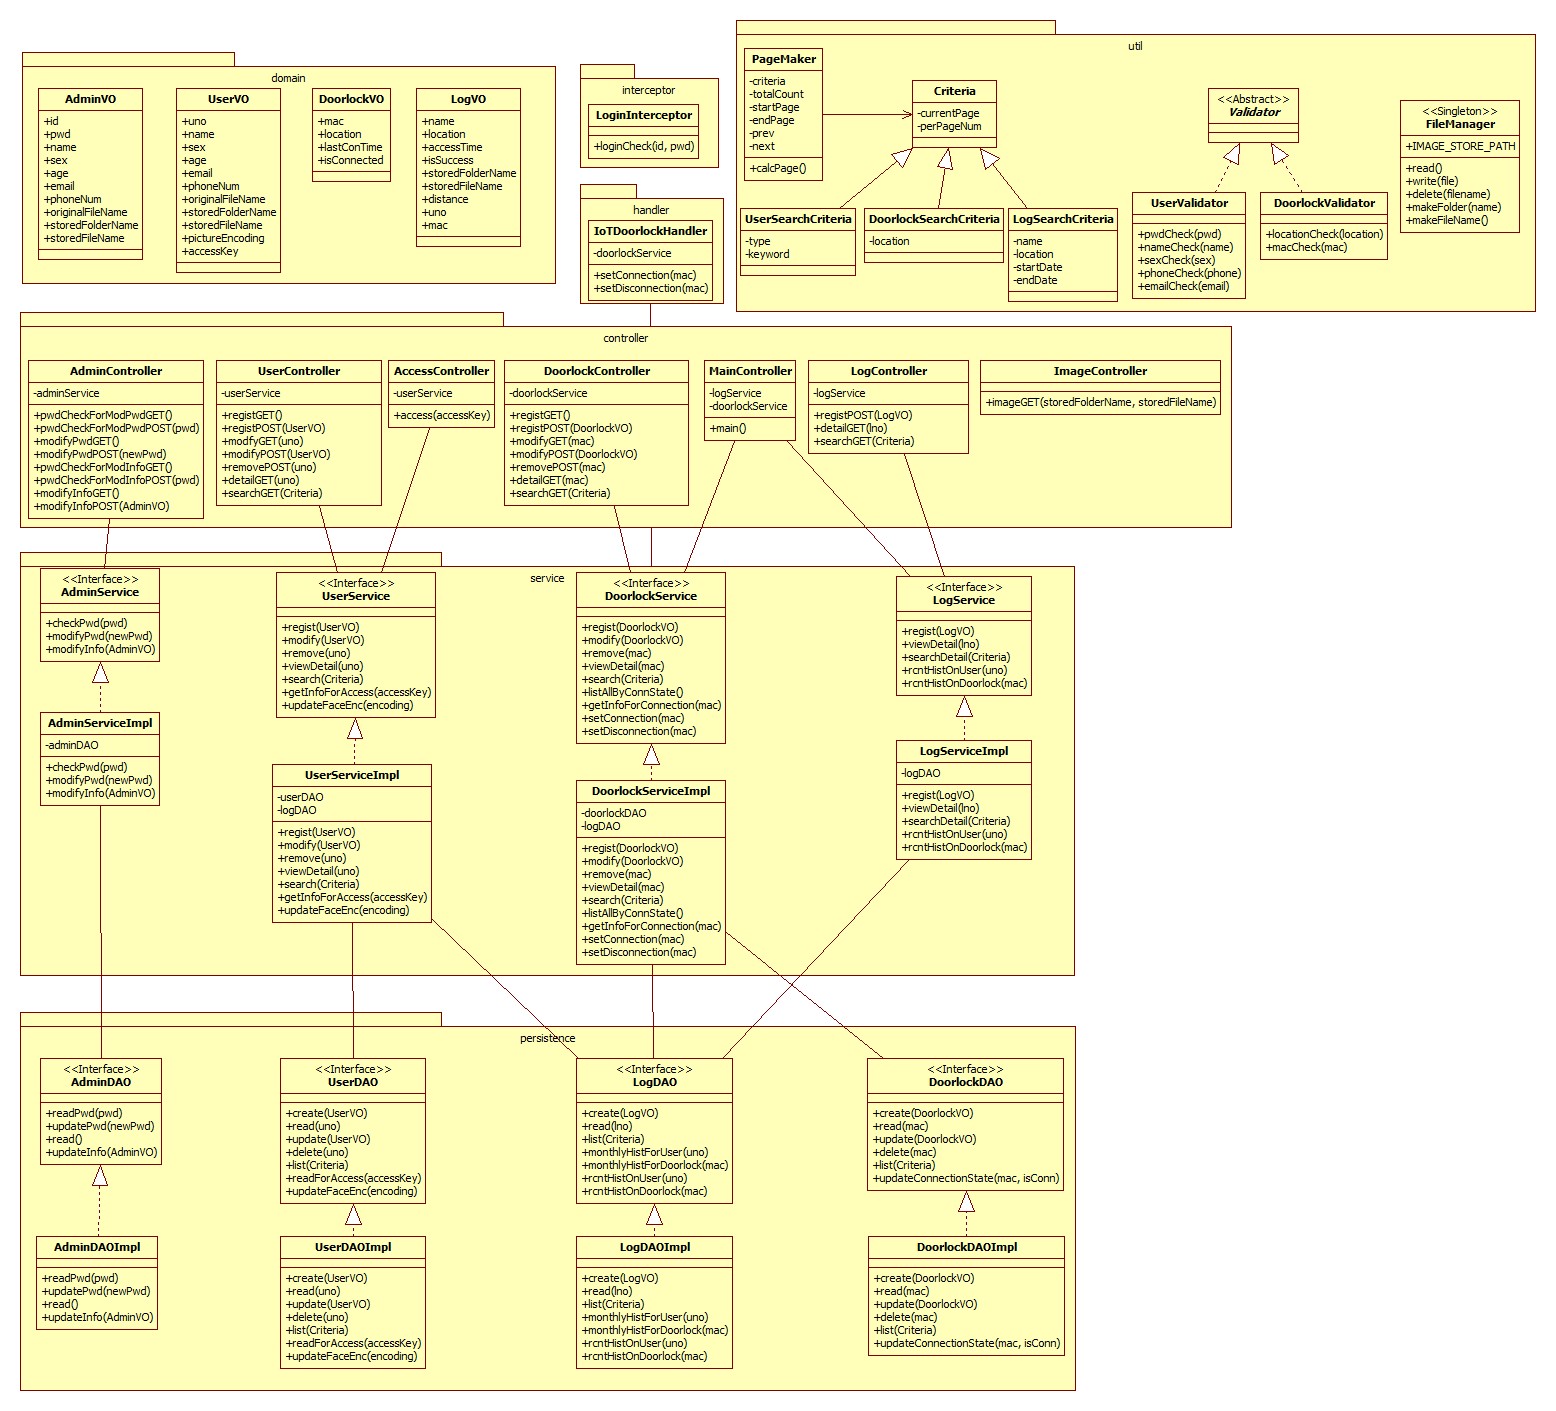 domain
AdminVO
+id
+pwd
+name
+sex
+age
+email
+phoneNum
+originalFileName
+storedFolderName
+storedFileName
UserVO
+uno
+name
+sex
+age
+email
+phoneNum
+originalFileName
+storedFolderName
+storedFileName
+pictureEncoding
+accessKey
DoorlockVO
+mac
+location
+lastConTime
+isConnected
LogVO
+name
+location
+accessTime
+isSuccess
+storedFolderName
+storedFileName
+distance
+uno
+mac
interceptor
LoginInterceptor
+loginCheck(id, pwd)
handler
IoTDoorlockHandler
-doorlockService
+setConnection(mac)
+setDisconnection(mac)
util
PageMaker
-criteria
-totalCount
-startPage
-endPage
-prev
-next
+calcPage()
Criteria
-currentPage
-perPageNum
UserSearchCriteria
-type
-keyword
DoorlockSearchCriteria
-location
LogSearchCriteria
-name
-location
-startDate
-endDate
<<Abstract>>
Validator
UserValidator
+pwdCheck(pwd)
+nameCheck(name)
+sexCheck(sex)
+phoneCheck(phone)
+emailCheck(email)
DoorlockValidator
+locationCheck(location)
+macCheck(mac)
<<Singleton>>
FileManager
+IMAGE_STORE_PATH
+read()
+write(file)
+delete(filename)
+makeFolder(name)
+makeFileName()
controller
AdminController
-adminService
+pwdCheckForModPwdGET()
+pwdCheckForModPwdPOST(pwd)
+modifyPwdGET()
+modifyPwdPOST(newPwd)
+pwdCheckForModInfoGET()
+pwdCheckForModInfoPOST(pwd)
+modifyInfoGET()
+modifyInfoPOST(AdminVO)
UserController
-userService
+registGET()
+registPOST(UserVO)
+modfyGET(uno)
+modifyPOST(UserVO)
+removePOST(uno)
+detailGET(uno)
+searchGET(Criteria)
AccessController
-userService
+access(accessKey)
DoorlockController
-doorlockService
+registGET()
+registPOST(DoorlockVO)
+modifyGET(mac)
+modifyPOST(DoorlockVO)
+removePOST(mac)
+detailGET(mac)
+searchGET(Criteria)
MainController
-logService
-doorlockService
+main()
LogController
-logService
+registPOST(LogVO)
+detailGET(lno)
+searchGET(Criteria)
ImageController
+imageGET(storedFolderName, storedFileName)
service
<<Interface>>
AdminService
+checkPwd(pwd)
+modifyPwd(newPwd)
+modifyInfo(AdminVO)
AdminServiceImpl
-adminDAO
+checkPwd(pwd)
+modifyPwd(newPwd)
+modifyInfo(AdminVO)
<<Interface>>
UserService
+regist(UserVO)
+modify(UserVO)
+remove(uno)
+viewDetail(uno)
+search(Criteria)
+getInfoForAccess(accessKey)
+updateFaceEnc(encoding)
UserServiceImpl
-userDAO
-logDAO
+regist(UserVO)
+modify(UserVO)
+remove(uno)
+viewDetail(uno)
+search(Criteria)
+getInfoForAccess(accessKey)
+updateFaceEnc(encoding)
<<Interface>>
DoorlockService
+regist(DoorlockVO)
+modify(DoorlockVO)
+remove(mac)
+viewDetail(mac)
+search(Criteria)
+listAllByConnState()
+getInfoForConnection(mac)
+setConnection(mac)
+setDisconnection(mac)
DoorlockServiceImpl
-doorlockDAO
-logDAO
+regist(DoorlockVO)
+modify(DoorlockVO)
+remove(mac)
+viewDetail(mac)
+search(Criteria)
+listAllByConnState()
+getInfoForConnection(mac)
+setConnection(mac)
+setDisconnection(mac)
<<Interface>>
LogService
+regist(LogVO)
+viewDetail(lno)
+searchDetail(Criteria)
+rcntHistOnUser(uno)
+rcntHistOnDoorlock(mac)
LogServiceImpl
-logDAO
+regist(LogVO)
+viewDetail(lno)
+searchDetail(Criteria)
+rcntHistOnUser(uno)
+rcntHistOnDoorlock(mac)
persistence
<<Interface>>
AdminDAO
+readPwd(pwd)
+updatePwd(newPwd)
+read()
+updateInfo(AdminVO)
AdminDAOImpl
+readPwd(pwd)
+updatePwd(newPwd)
+read()
+updateInfo(AdminVO)
<<Interface>>
UserDAO
+create(UserVO)
+read(uno)
+update(UserVO)
+delete(uno)
+list(Criteria)
+readForAccess(accessKey)
+updateFaceEnc(encoding)
UserDAOImpl
+create(UserVO)
+read(uno)
+update(UserVO)
+delete(uno)
+list(Criteria)
+readForAccess(accessKey)
+updateFaceEnc(encoding)
<<Interface>>
LogDAO
+create(LogVO)
+read(lno)
+list(Criteria)
+monthlyHistForUser(uno)
+monthlyHistForDoorlock(mac)
+rcntHistOnUser(uno)
+rcntHistOnDoorlock(mac)
LogDAOImpl
+create(LogVO)
+read(lno)
+list(Criteria)
+monthlyHistForUser(uno)
+monthlyHistForDoorlock(mac)
+rcntHistOnUser(uno)
+rcntHistOnDoorlock(mac)
<<Interface>>
DoorlockDAO
+create(DoorlockVO)
+read(mac)
+update(DoorlockVO)
+delete(mac)
+list(Criteria)
+updateConnectionState(mac, isConn)
DoorlockDAOImpl
+create(DoorlockVO)
+read(mac)
+update(DoorlockVO)
+delete(mac)
+list(Criteria)
+updateConnectionState(mac, isConn)